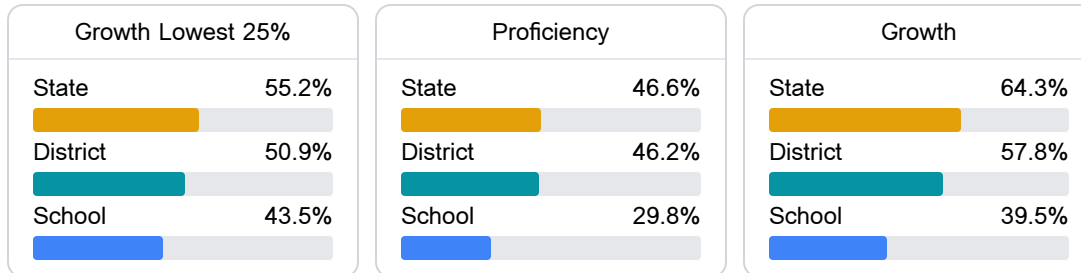 Growth Lowest 25%
State 55.2%
District 50.9%
School 43.5%
Proficiency
State 46.6%
District 46.2%
School 29.8%
Growth
State 64.3%
District 57.8%
School 39.5%